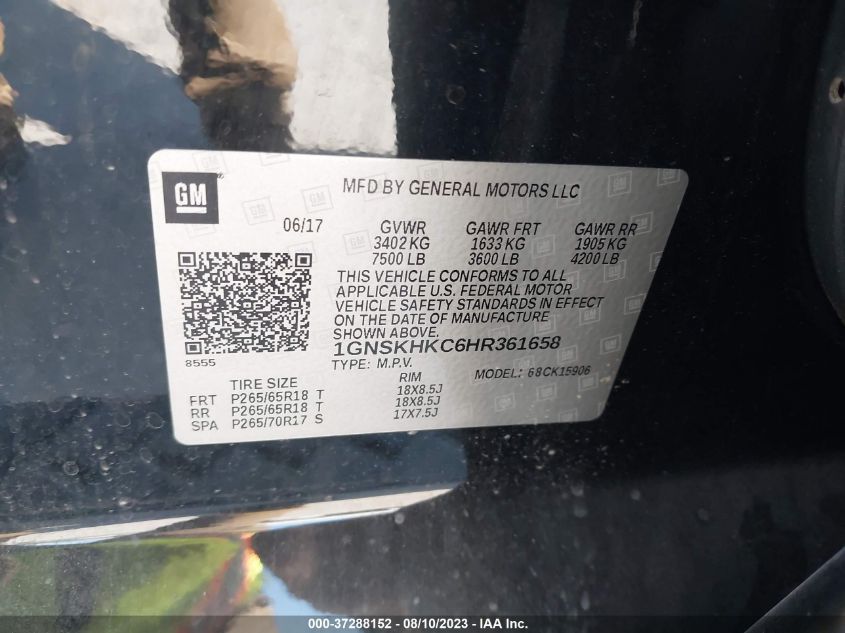 GM
MFD BY GENERAL MOTORS LLC
06/17 GVWR GAWR FRT GAWR RR
3402 KG 1633 KG 1905 KG
7500 LB 3600 LB 4200 LB
THIS VEHICLE CONFORMS TO ALL
APPLICABLE U.S. FEDERAL MOTOR
VEHICLE SAFETY STANDARDS IN EFFECT
ON THE DATE OF MANUFACTURE
SHOWN ABOVE.
1GNSKHKC6HR361658
8555 TYPE: M.P.V. MODEL: 68CK15906
TIRE SIZE RIM
FRT P265/65R18 T 18X8.5J
RR P265/65R18 T 18X8.5J
SPA P265/70R17 S 17X7.5J
000-37288152 - 08/10/2023 - © IAA Holdings, LLC.